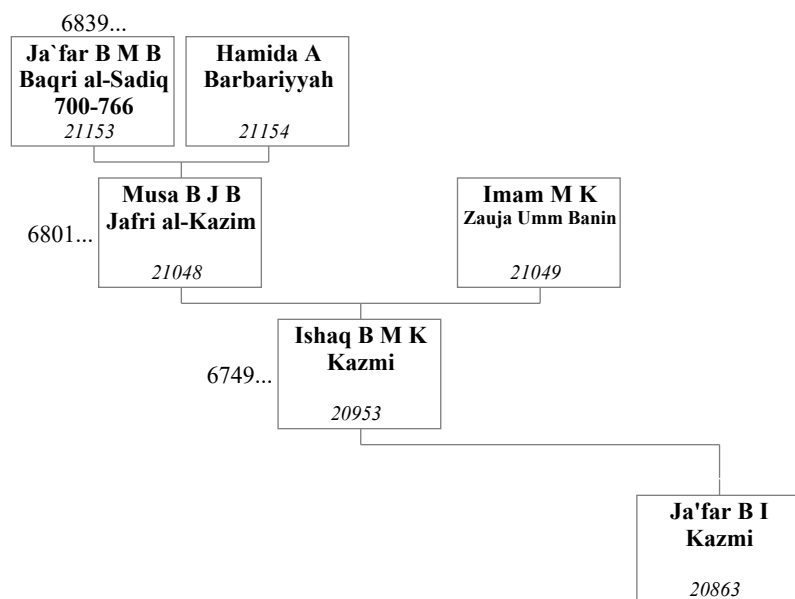 6839...
Ja`far B M B
Baqri al-Sadiq
700-766
21153
Hamida A
Barbariyyah
21154
Musa B J B
Jafri al-Kazim
6801...
21048
Imam M K
Zauja Umm Banin
21049
Ishaq B M K
Kazmi
6749...
20953
Ja'far B I
Kazmi
20863